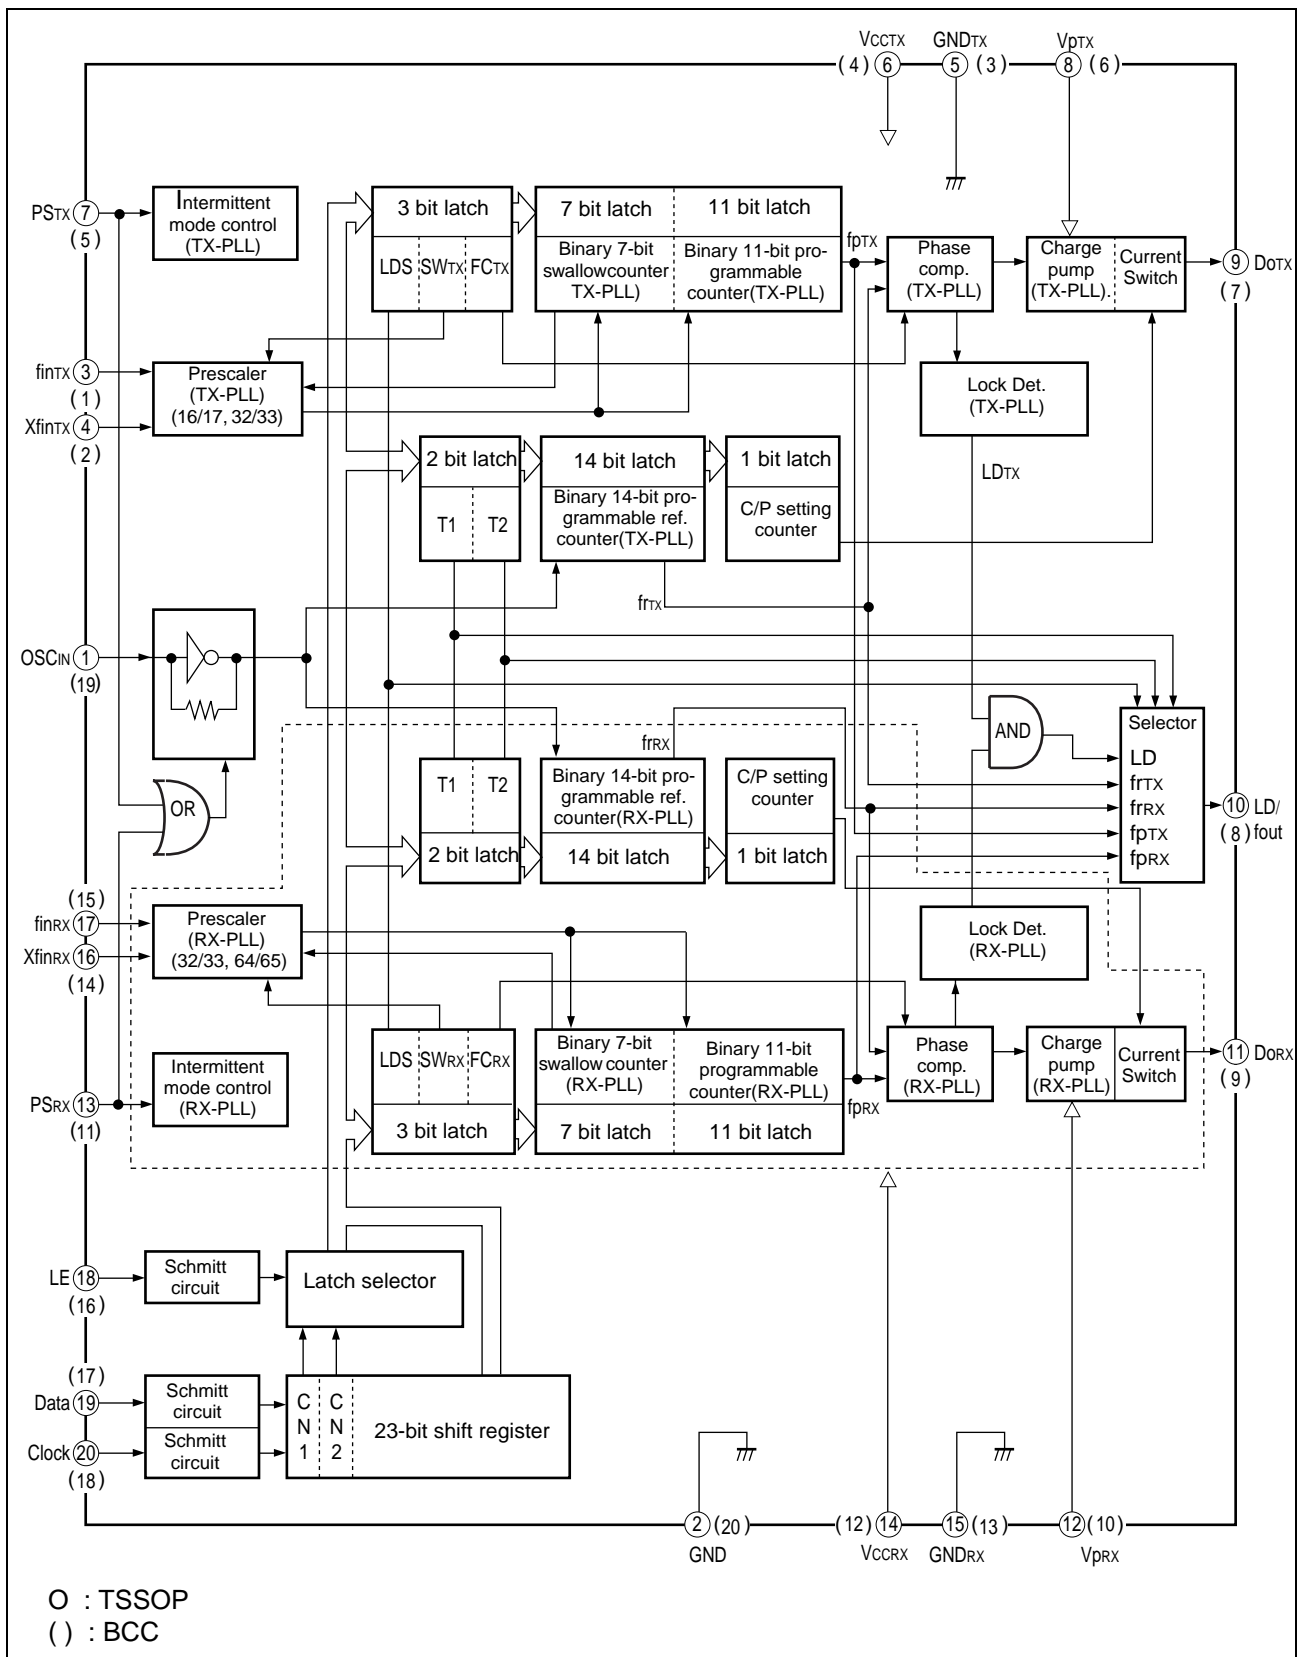 VCCTX
GNDTX
VpTX
(4) 6
5 (3)
8 (6)
PSTX 7
(5)
Intermittent
mode control
(TX-PLL)
3 bit latch
LDS
SWTX
FCTX
7 bit latch
11 bit latch
Binary 7-bit
swallowcounter
TX-PLL)
Binary 11-bit pro-
grammable
counter(TX-PLL)
fpTX
Phase
comp.
(TX-PLL)
Charge
pump
(TX-PLL).
Current
Switch
9 DoTX
(7)
finTX 3
(1)
XfinTX 4
(2)
Prescaler
(TX-PLL)
(16/17, 32/33)
Lock Det.
(TX-PLL)
LDTX
2 bit latch
T1
T2
14 bit latch
Binary 14-bit pro-
grammable ref.
counter(TX-PLL)
1 bit latch
C/P setting
counter
frTX
OSCIN 1
(19)
OR
AND
Selector
LD
frTX
frRX
fpTX
fpRX
10 LD/
(8) fout
frRX
T1
T2
2 bit latch
Binary 14-bit pro-
grammable ref.
counter(RX-PLL)
14 bit latch
C/P setting
counter
1 bit latch
(15)
finRX 17
XfinRX 16
(14)
Prescaler
(RX-PLL)
(32/33, 64/65)
Lock Det.
(RX-PLL)
PSRX 13
(11)
Intermittent
mode control
(RX-PLL)
LDS
SWRX
FCRX
3 bit latch
Binary 7-bit
swallow counter
(RX-PLL)
7 bit latch
Binary 11-bit
programmable
counter(RX-PLL)
11 bit latch
fpRX
Phase
comp.
(RX-PLL)
Charge
pump
(RX-PLL)
Current
Switch
11 DoRX
(9)
LE 18
(16)
Schmitt
circuit
Latch selector
(17)
Data 19
Clock 20
(18)
Schmitt
circuit
Schmitt
circuit
C
N
1
C
N
2
23-bit shift register
2 (20)
GND
(12) 14
VCCRX
15 (13)
GNDRX
12 (10)
VpRX
O : TSSOP
( ) : BCC